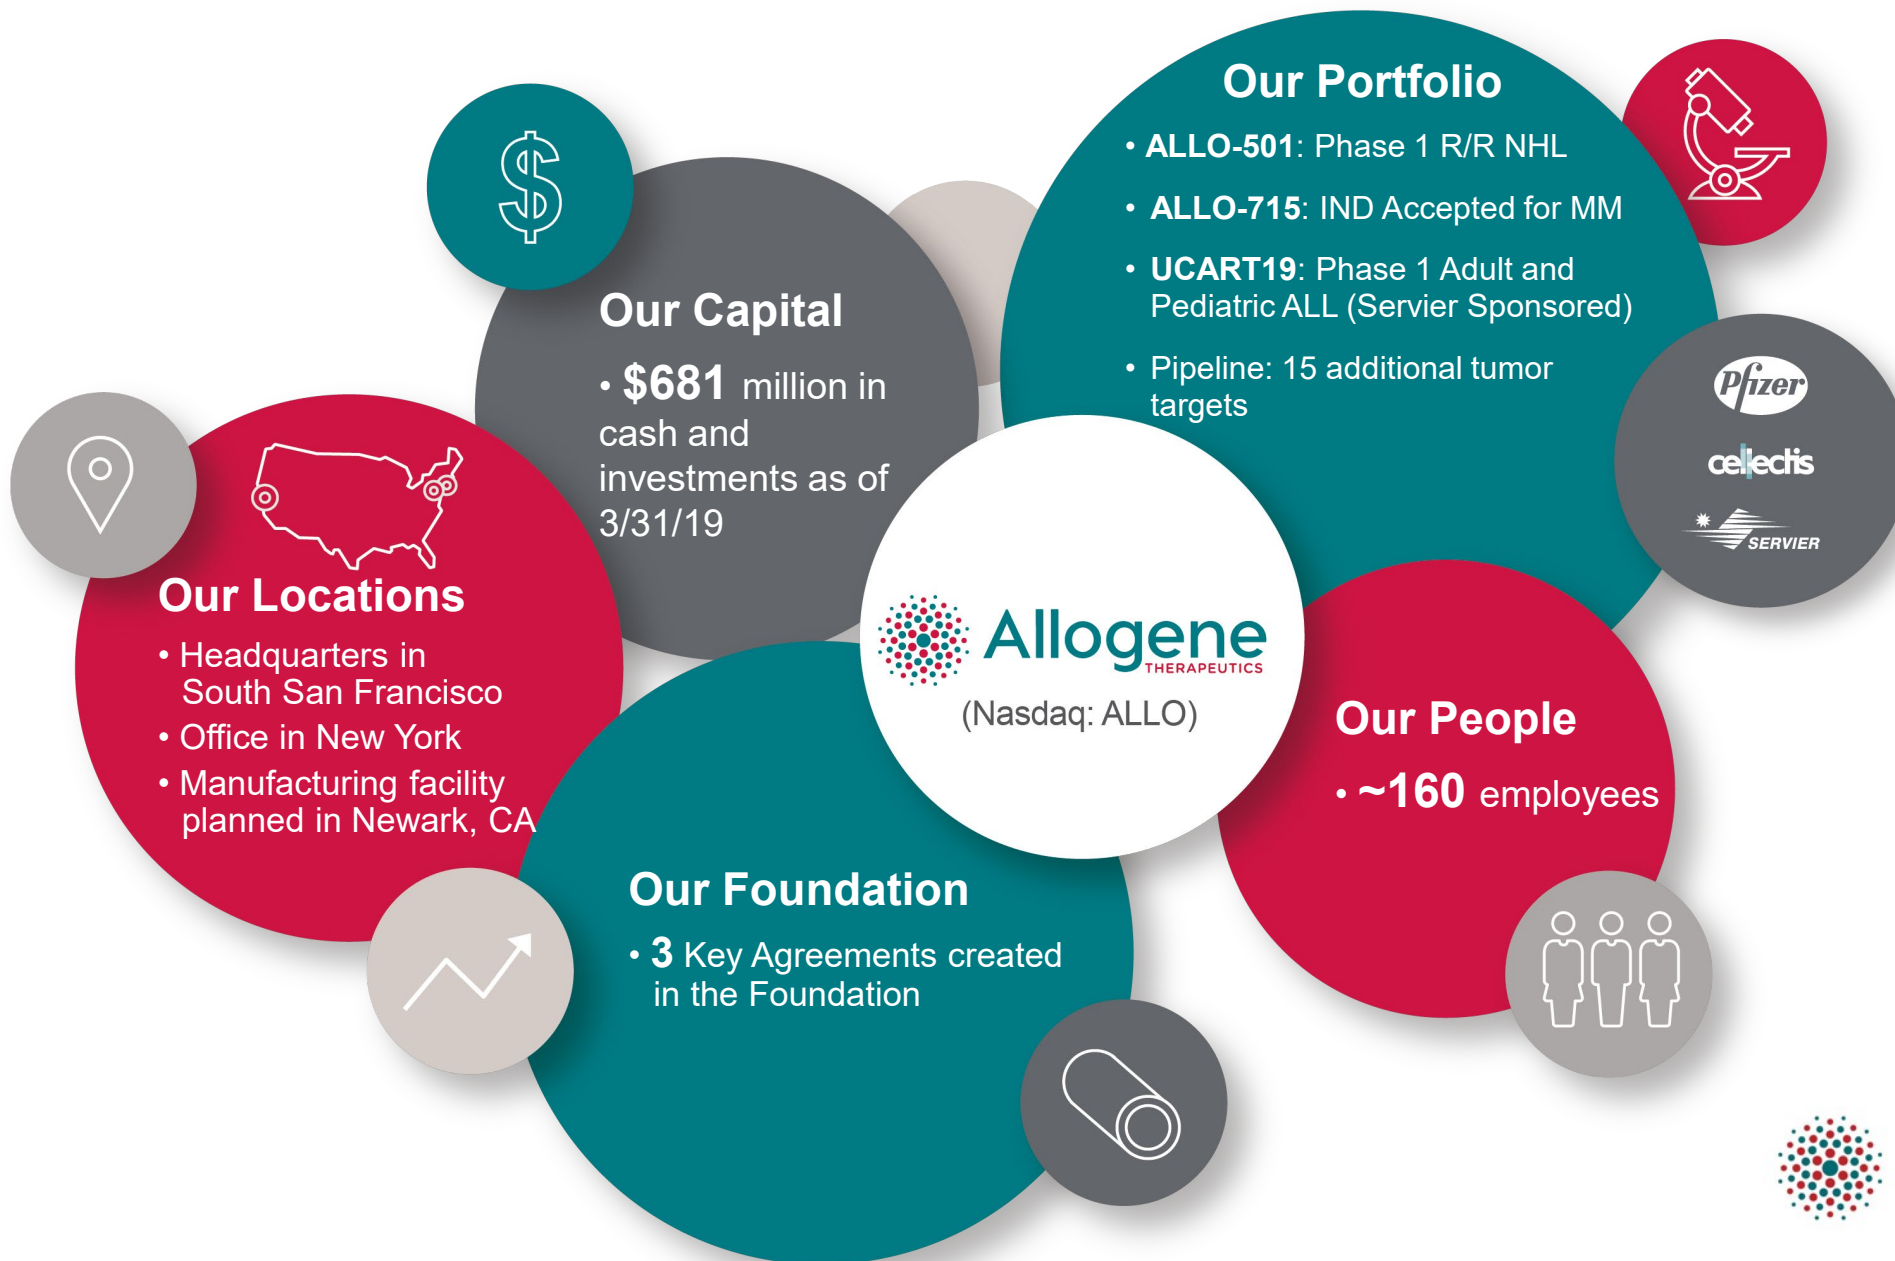 Our Portfolio
• ALLO-501: Phase 1 R/R NHL
• ALLO-715: IND Accepted for MM
• UCART19: Phase 1 Adult and
Pediatric ALL (Servier Sponsored)
• Pipeline: 15 additional tumor
targets
$
Our Capital
• $681 million in
cash and
investments as of
3/31/19
Pfizer
cellectis
SERVIER
Our Locations
• Headquarters in
South San Francisco
• Office in New York
• Manufacturing facility
planned in Newark, CA
Allogene
THERAPEUTICS
(Nasdaq: ALLO)
Our People
• ~160 employees
Our Foundation
• 3 Key Agreements created
in the Foundation